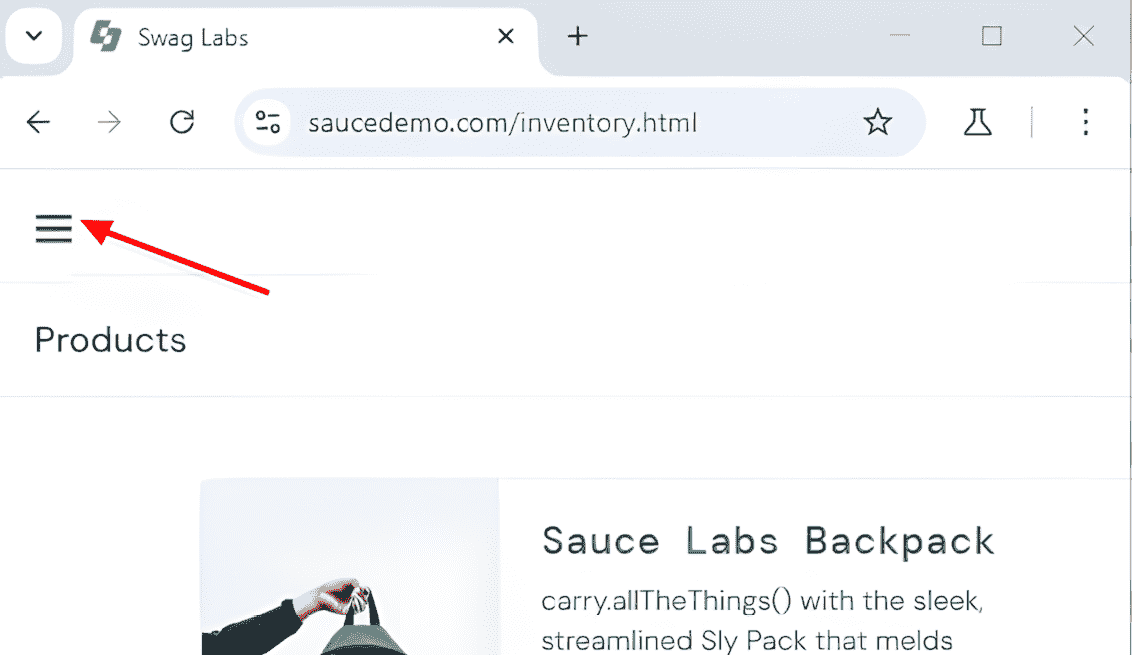 Swag Labs
saucedemo.com/inventory.html
Products
Sauce Labs Backpack
carry.allTheThings() with the sleek,
streamlined Sly Pack that melds